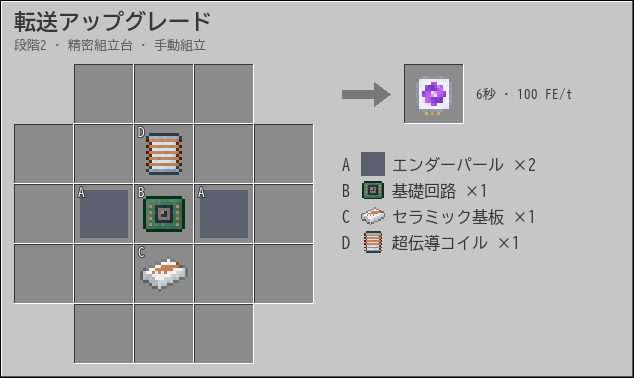 転送アップグレード
段階2 · 精密組立台 · 手動組立
D
A
B
A
C
6秒 · 100 FE/t
A エンダーパール ×2
B 基礎回路 ×1
C セラミック基板 ×1
D 超伝導コイル ×1